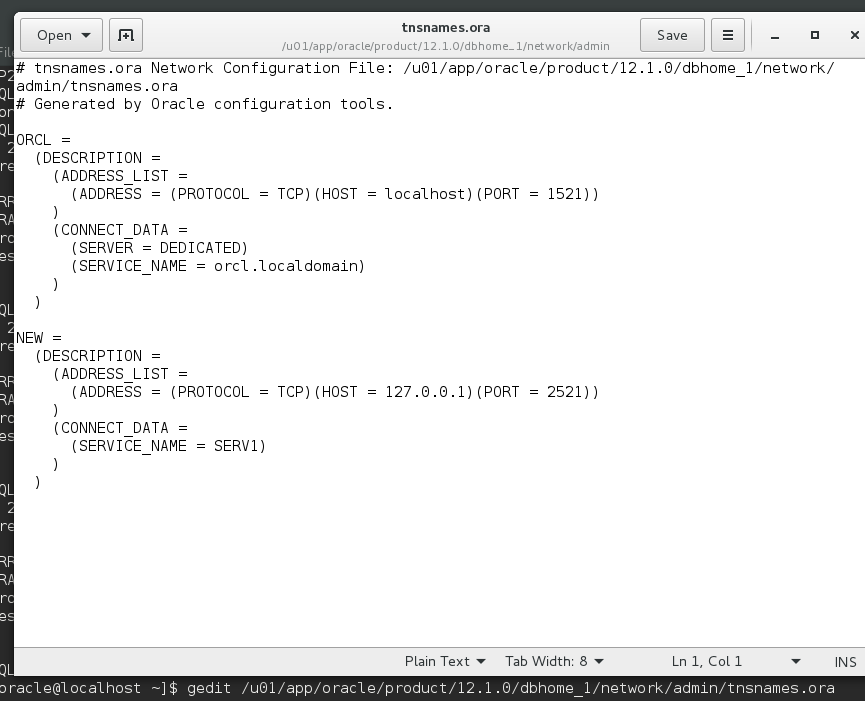 Open
tnsnames.ora
/u01/app/oracle/product/12.1.0/dbhome_1/network/admin
Save
# tnsnames.ora Network Configuration File: /u01/app/oracle/product/12.1.0/dbhome_1/network/
admin/tnsnames.ora
# Generated by Oracle configuration tools.
ORCL =
  (DESCRIPTION =
    (ADDRESS_LIST =
      (ADDRESS = (PROTOCOL = TCP)(HOST = localhost)(PORT = 1521))
    )
    (CONNECT_DATA =
      (SERVER = DEDICATED)
      (SERVICE_NAME = orcl.localdomain)
    )
  )
NEW =
  (DESCRIPTION =
    (ADDRESS_LIST =
      (ADDRESS = (PROTOCOL = TCP)(HOST = 127.0.0.1)(PORT = 2521))
    )
    (CONNECT_DATA =
      (SERVICE_NAME = SERV1)
    )
  )
Plain Text Tab Width: 8 Ln 1, Col 1 INS
oracle@localhost ~]$ gedit /u01/app/oracle/product/12.1.0/dbhome_1/network/admin/tnsnames.ora